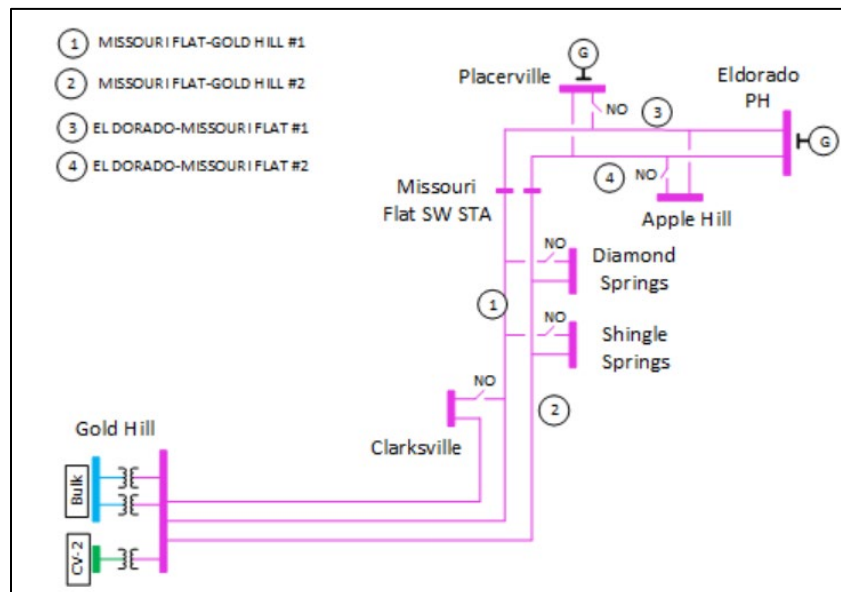 1 MISSOURI FLAT-GOLD HILL #1
2 MISSOURI FLAT-GOLD HILL #2
3 EL DORADO-MISSOURI FLAT #1
4 EL DORADO-MISSOURI FLAT #2
G
Placerville
NO
3
Eldorado
PH
G
4
NO
Apple Hill
Missouri
Flat SW STA
NO
Diamond
Springs
1
NO
Shingle
Springs
NO
2
Clarksville
Gold Hill
Bulk
CV-2